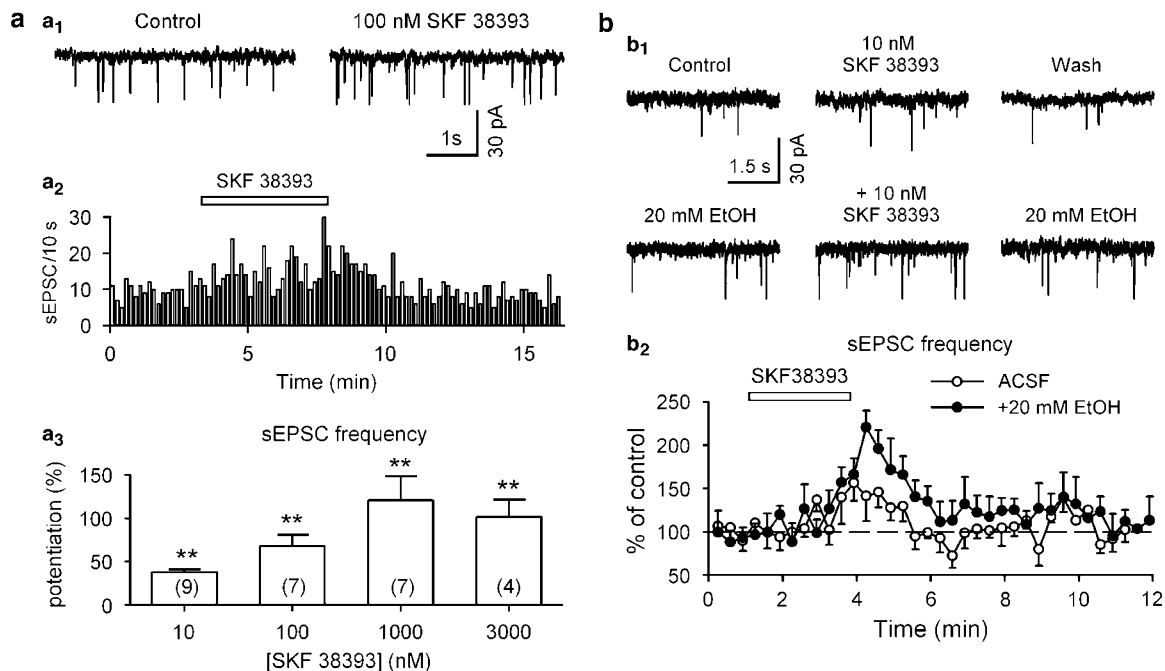 a
a1
Control
100 nM SKF 38393
1s
30 pA
a2
SKF 38393
sEPSC/10 s
30
20
10
0
0 5 10 15
Time (min)
a3
sEPSC frequency
potentiation (%)
150
100
50
0
** ** ** **
(9) (7) (7) (4)
10 100 1000 3000
[SKF 38393] (nM)
b
b1
Control
10 nM
SKF 38393
Wash
1.5 s
30 pA
20 mM EtOH
+ 10 nM
SKF 38393
20 mM EtOH
b2
sEPSC frequency
SKF38393
ACSF
+20 mM EtOH
% of control
250
200
150
100
50
0 2 4 6 8 10 12
Time (min)